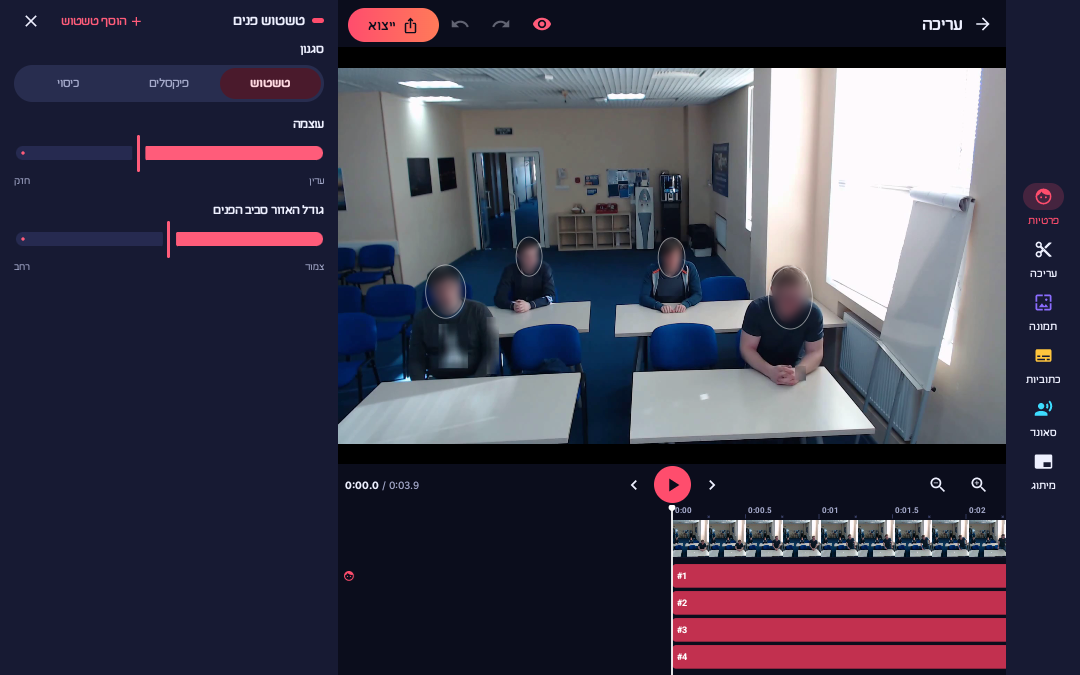 טשטוש פנים
+ הוסף טשטוש
סגנון
טשטוש
פיקסלים
כיסוי
עוצמה
עדין
חזק
גודל האזור סביב הפנים
צמוד
רחב
עריכה
ייצוא
פרטיות
עריכה
תמונה
כתוביות
סאונד
מיתוג
0:00.0 / 0:03.9
0:00
0:00.5
0:01
0:01.5
0:02
#1
#2
#3
#4